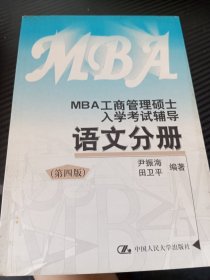 MBA
MBA工商管理硕士
入学考试辅导
语文分册
(第四版)
尹振海
田卫平
编著
中国人民大学出版社